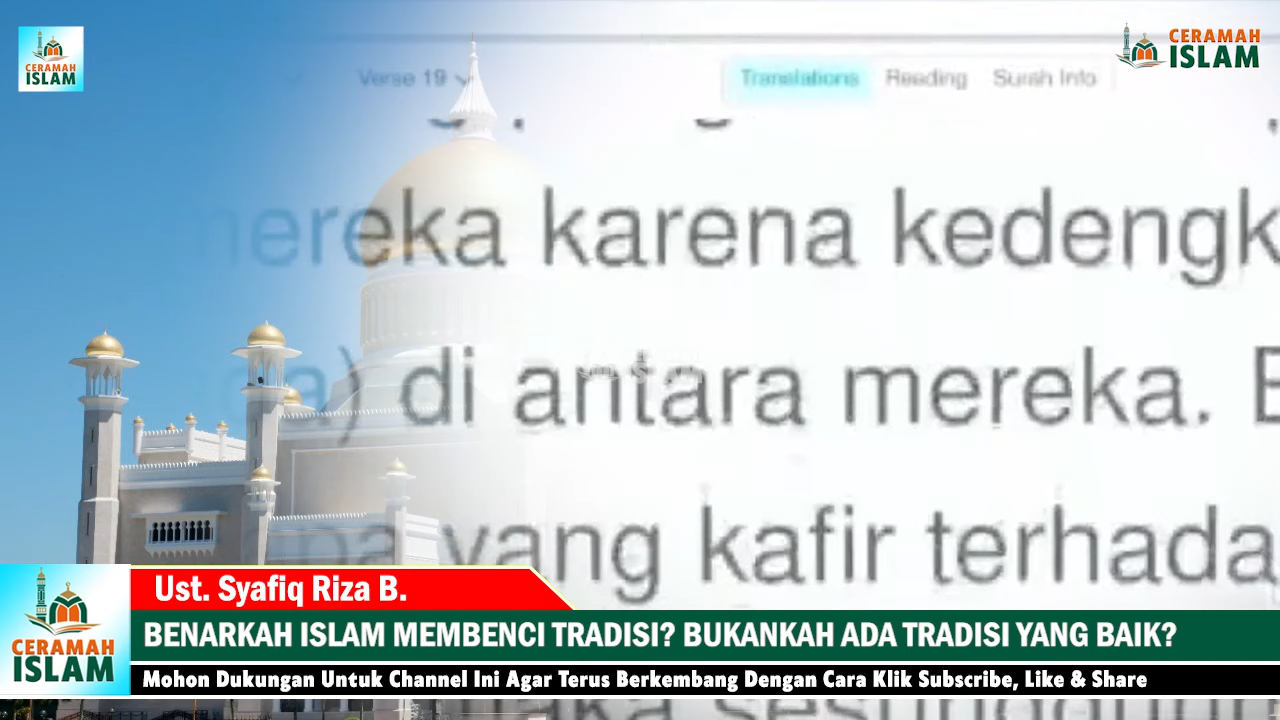 CERAMAH
ISLAM
CERAMAH
ISLAM
Verse 19
Translations Reading Surah Info
mereka karena kedengk
di antara mereka.
yang kafir terhada
Ust. Syafiq Riza B.
BENARKAH ISLAM MEMBENCI TRADISI? BUKANKAH ADA TRADISI YANG BAIK?
CERAMAH
ISLAM
Mohon Dukungan Untuk Channel Ini Agar Terus Berkembang Dengan Cara Klik Subscribe, Like & Share